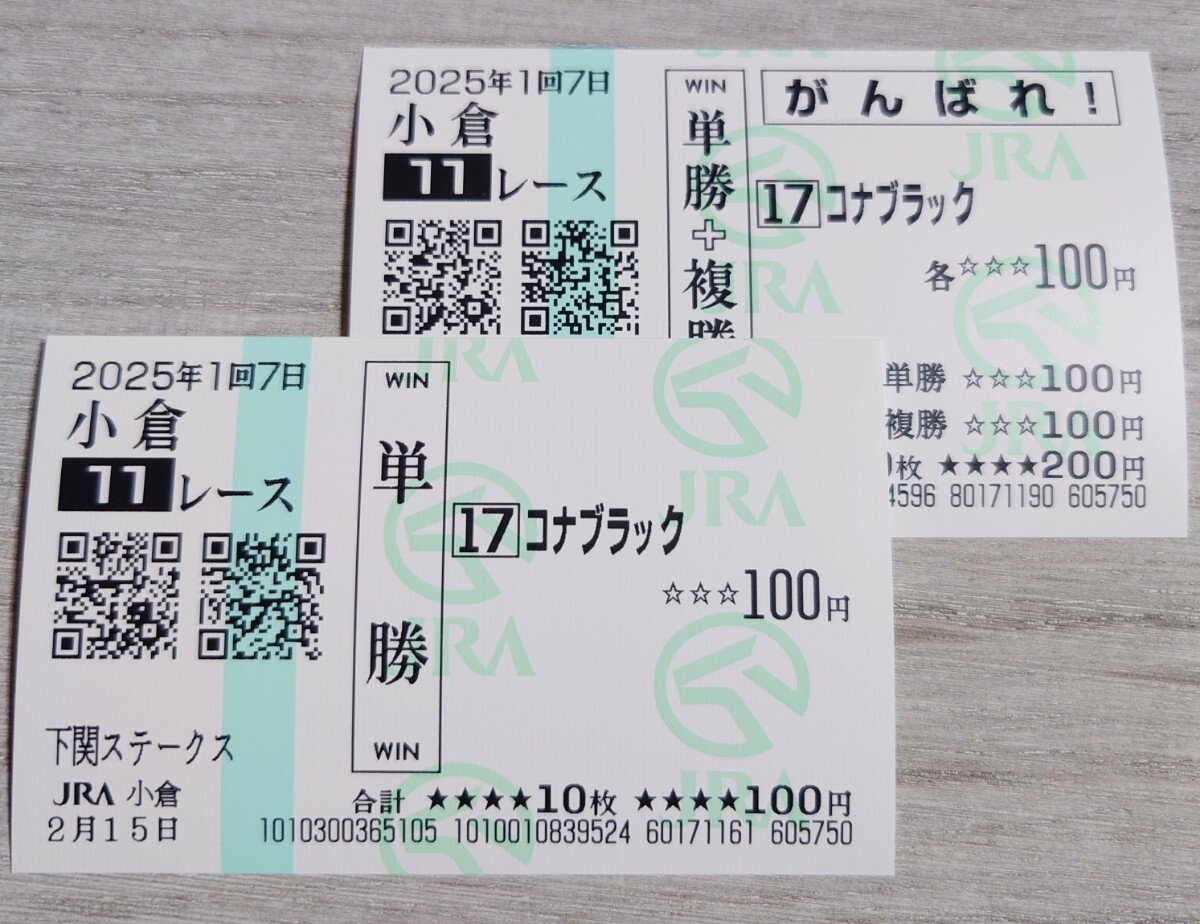 2025年1回7日
小倉
11レース
WIN
単勝+複勝
がんばれ!
17 コナブラック
各☆☆☆100円
単勝 ☆☆☆100円
複勝 ☆☆☆100円
枚 ★★★★200円
4596 80171190 605750
JRA
2025年1回7日
小倉
11レース
WIN
単勝
WIN
17 コナブラック
☆☆☆100円
下関ステークス
JRA 小倉
2月15日
合計 ★★★★10枚 ★★★★100円
1010300365105 1010010839524 60171161 605750
JRA